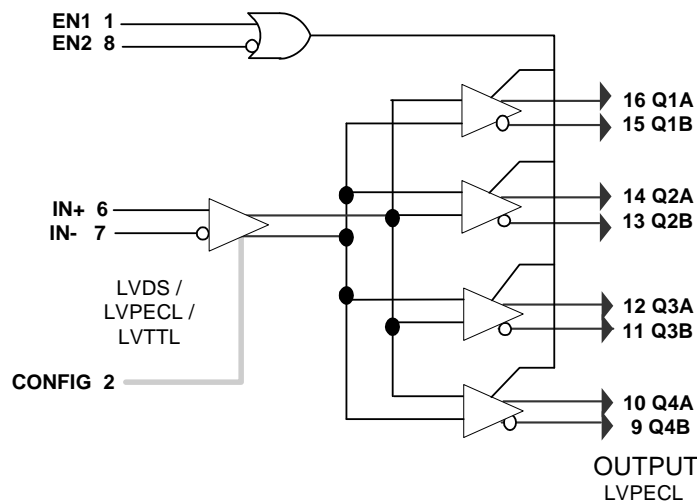 EN1 1
EN2 8
16 Q1A
15 Q1B
14 Q2A
13 Q2B
IN+ 6
IN- 7
LVDS /
LVPECL /
LVTTL
12 Q3A
11 Q3B
CONFIG 2
10 Q4A
9 Q4B
OUTPUT
LVPECL